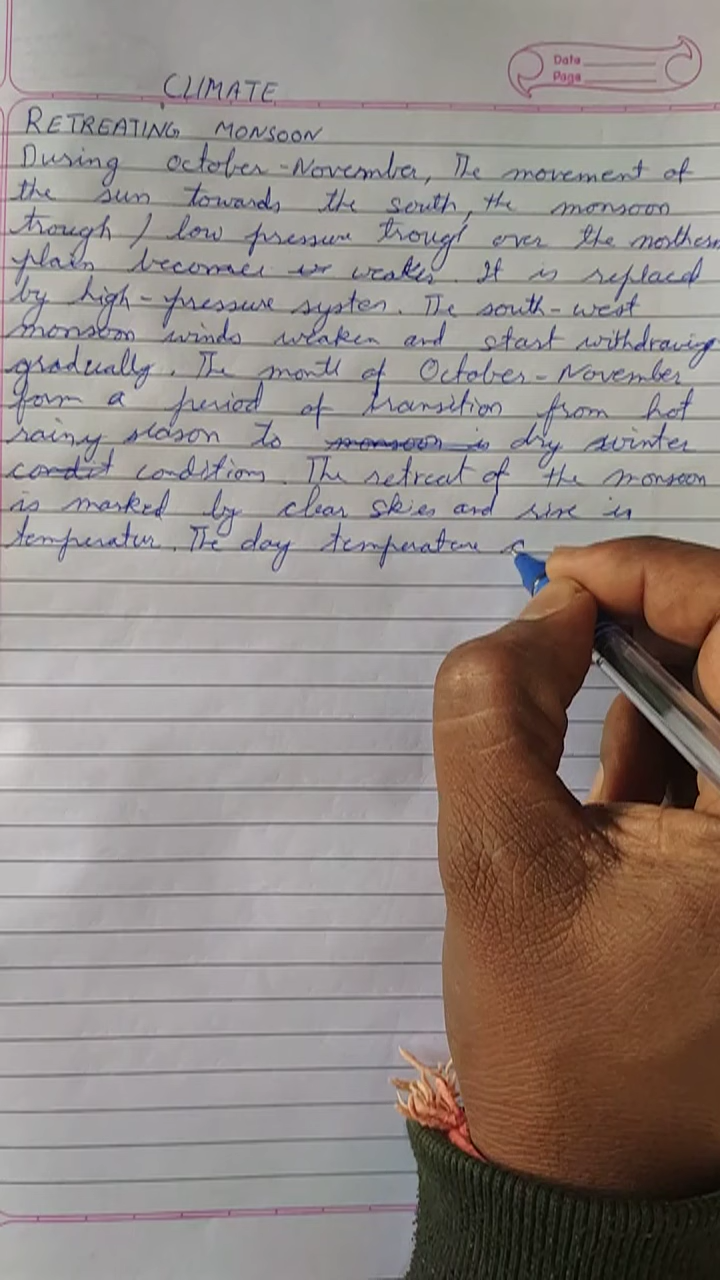 Date
Page
CLIMATE
RETREATING MONSOON
During October-November, The movement of
the sun towards the south, the monsoon
trough / low pressure trough over the northern
plain becomes weaker. It is replaced
by high-pressure system. The south-west
monsoon winds weaken and start withdrawing
gradually. The month of October-November
form a period of transition from hot
rainy season to monsoon is dry winter
condit conditions. The retreat of the monsoon
is marked by clear skies and rise in
temperatur. The day temperature